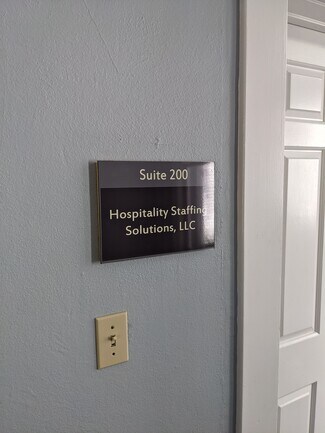 Suite 200
Hospitality Staffing
Solutions, LLC